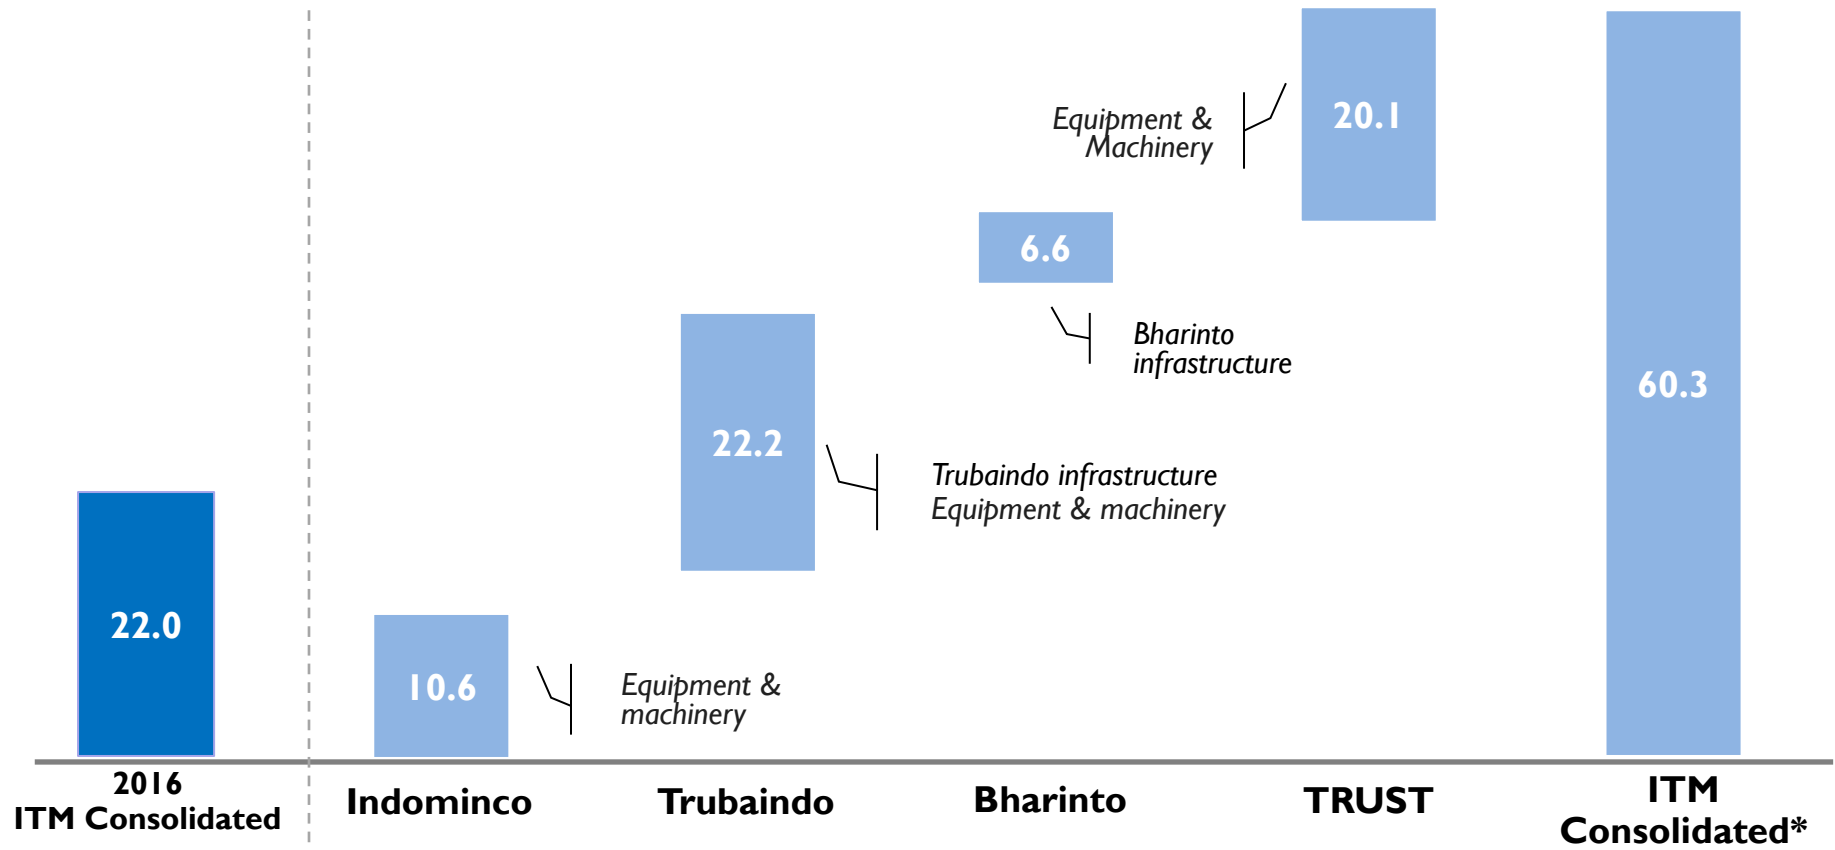 Equipment &
Machinery
20.1
6.6
Bharinto
infrastructure
60.3
22.2
Trubaindo infrastructure
Equipment & machinery
22.0
10.6
Equipment &
machinery
2016
ITM Consolidated
Indominco
Trubaindo
Bharinto
TRUST
ITM
Consolidated*